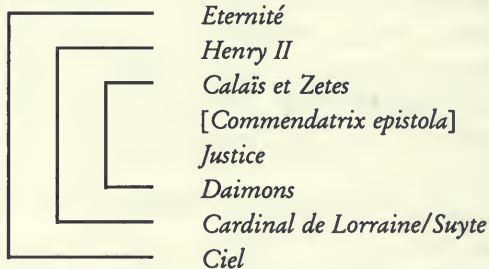 Eternité
Henry II
Calaïs et Zetes
[Commendatrix epistola]
Justice
Daimons
Cardinal de Lorraine/Suyte
Ciel